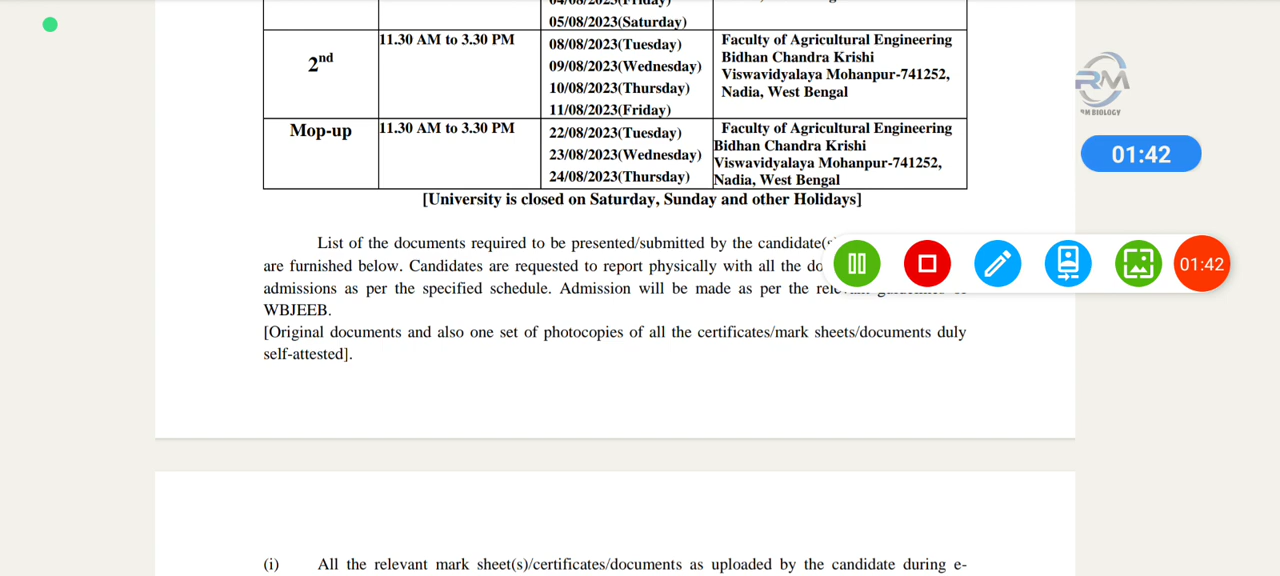 04/08/2023(Friday)
05/08/2023(Saturday)
2nd
11.30 AM to 3.30 PM
08/08/2023(Tuesday)
09/08/2023(Wednesday)
10/08/2023(Thursday)
11/08/2023(Friday)
Faculty of Agricultural Engineering
Bidhan Chandra Krishi
Viswavidyalaya Mohanpur-741252,
Nadia, West Bengal
Mop-up
11.30 AM to 3.30 PM
22/08/2023(Tuesday)
23/08/2023(Wednesday)
24/08/2023(Thursday)
Faculty of Agricultural Engineering
Bidhan Chandra Krishi
Viswavidyalaya Mohanpur-741252,
Nadia, West Bengal
[University is closed on Saturday, Sunday and other Holidays]
List of the documents required to be presented/submitted by the candidate(
are furnished below. Candidates are requested to report physically with all the do
admissions as per the specified schedule. Admission will be made as per the
WBJEEB.
[Original documents and also one set of photocopies of all the certificates/mark sheets/documents duly
self-attested].
(i) All the relevant mark sheet(s)/certificates/documents as uploaded by the candidate during e-
RM
RM BIOLOGY
01:42
01:42